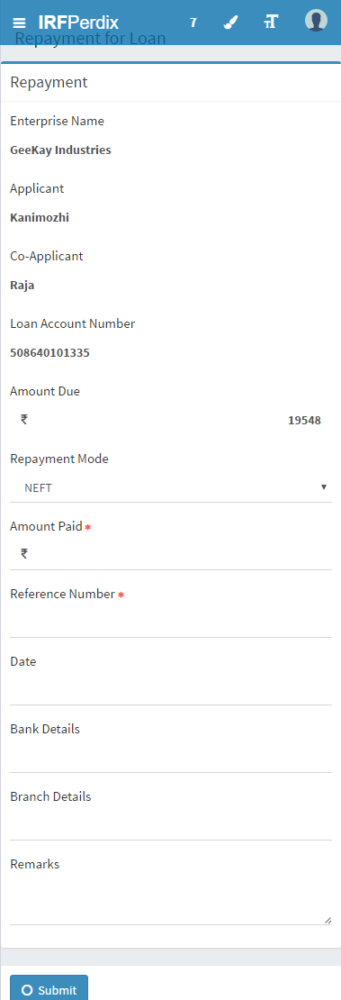 IRFPerdix 7
Repayment for Loan
Repayment
Enterprise Name
GeeKay Industries
Applicant
Kanimozhi
Co-Applicant
Raja
Loan Account Number
508640101335
Amount Due
₹ 19548
Repayment Mode
NEFT
Amount Paid *
₹
Reference Number *
Date
Bank Details
Branch Details
Remarks
Submit